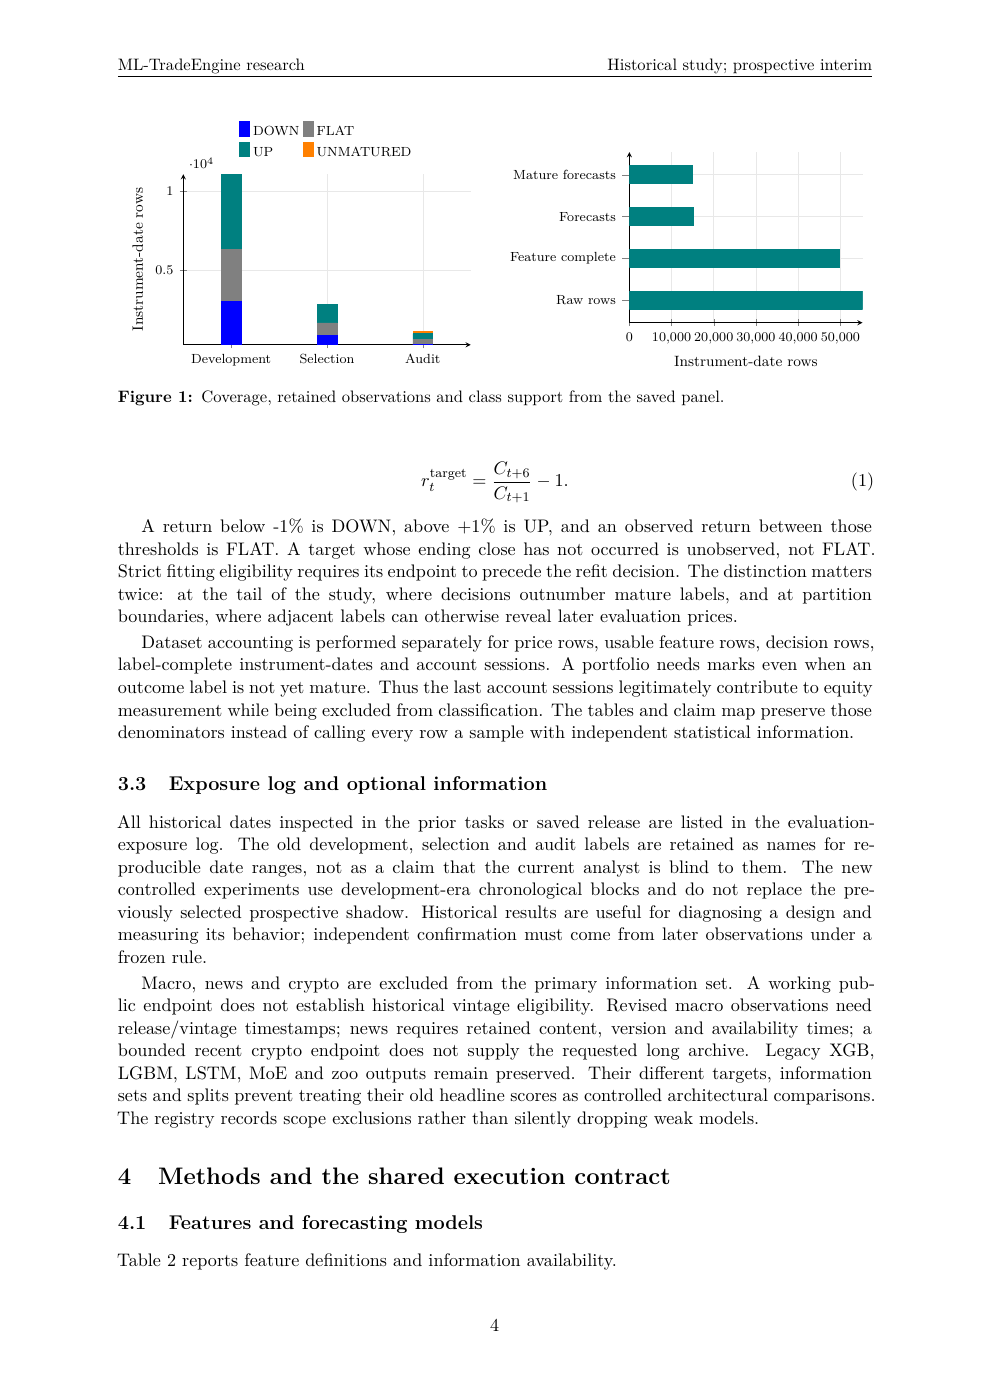 ML-TradeEngine research Historical study; prospective interim
DOWN FLAT
UP UNMATURED
·10⁴
1
0.5
Instrument-date rows
Development Selection Audit
Mature forecasts
Forecasts
Feature complete
Raw rows
0 10,000 20,000 30,000 40,000 50,000
Instrument-date rows
Figure 1: Coverage, retained observations and class support from the saved panel.
r_t^target = C_{t+6} / C_{t+1} − 1. (1)
A return below -1% is DOWN, above +1% is UP, and an observed return between those
thresholds is FLAT. A target whose ending close has not occurred is unobserved, not FLAT.
Strict fitting eligibility requires its endpoint to precede the refit decision. The distinction matters
twice: at the tail of the study, where decisions outnumber mature labels, and at partition
boundaries, where adjacent labels can otherwise reveal later evaluation prices.
Dataset accounting is performed separately for price rows, usable feature rows, decision rows,
label-complete instrument-dates and account sessions. A portfolio needs marks even when an
outcome label is not yet mature. Thus the last account sessions legitimately contribute to equity
measurement while being excluded from classification. The tables and claim map preserve those
denominators instead of calling every row a sample with independent statistical information.
3.3 Exposure log and optional information
All historical dates inspected in the prior tasks or saved release are listed in the evaluation-
exposure log. The old development, selection and audit labels are retained as names for re-
producible date ranges, not as a claim that the current analyst is blind to them. The new
controlled experiments use development-era chronological blocks and do not replace the pre-
viously selected prospective shadow. Historical results are useful for diagnosing a design and
measuring its behavior; independent confirmation must come from later observations under a
frozen rule.
Macro, news and crypto are excluded from the primary information set. A working pub-
lic endpoint does not establish historical vintage eligibility. Revised macro observations need
release/vintage timestamps; news requires retained content, version and availability times; a
bounded recent crypto endpoint does not supply the requested long archive. Legacy XGB,
LGBM, LSTM, MoE and zoo outputs remain preserved. Their different targets, information
sets and splits prevent treating their old headline scores as controlled architectural comparisons.
The registry records scope exclusions rather than silently dropping weak models.
4 Methods and the shared execution contract
4.1 Features and forecasting models
Table 2 reports feature definitions and information availability.
4